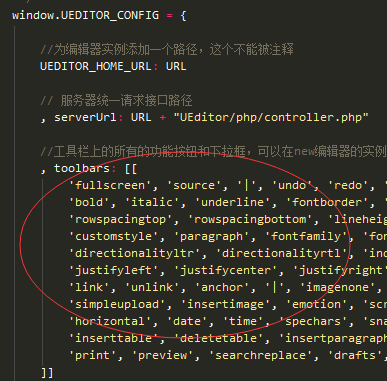 window.UEDITOR_CONFIG = {
//为编辑器实例添加一个路径，这个不能被注释
UEDITOR_HOME_URL: URL
// 服务器统一请求接口路径
, serverUrl: URL + "UEditor/php/controller.php"
//工具栏上的所有的功能按钮和下拉框，可以在new编辑器的实例
, toolbars: [[
'fullscreen', 'source', '|', 'undo', 'redo', '
'bold', 'italic', 'underline', 'fontborder', '
'rowspacingtop', 'rowspacingbottom', 'lineheig
'customstyle', 'paragraph', 'fontfamily', 'fon
'directionalityltr', 'directionalityrtl', 'ind
'justifyleft', 'justifycenter', 'justifyright'
'link', 'unlink', 'anchor', '|', 'imagenone',
'simpleupload', 'insertimage', 'emotion', 'scr
'horizontal', 'date', 'time', 'spechars', 'sna
'inserttable', 'deletetable', 'insertparagraph
'print', 'preview', 'searchreplace', 'drafts',
]]